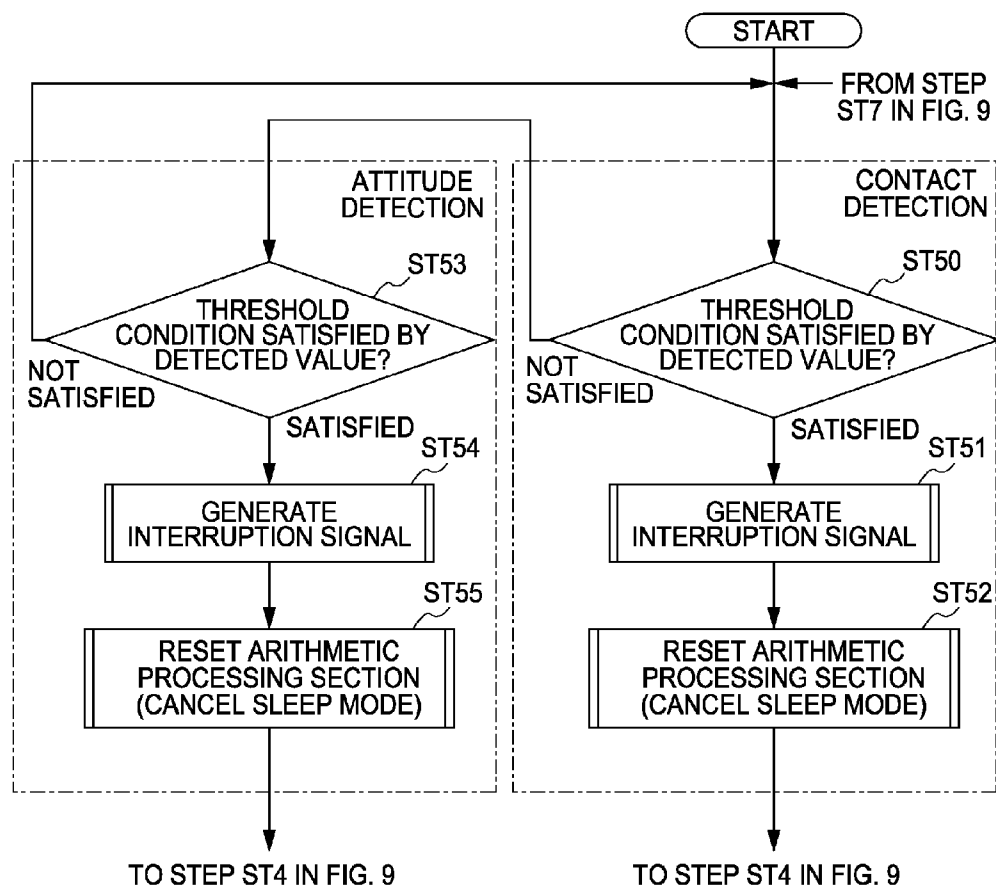 START
FROM STEP
ST7 IN FIG. 9
ATTITUDE
DETECTION
CONTACT
DETECTION
ST53
THRESHOLD
CONDITION SATISFIED BY
DETECTED VALUE?
NOT
SATISFIED
SATISFIED
ST54
GENERATE
INTERRUPTION SIGNAL
ST55
RESET ARITHMETIC
PROCESSING SECTION
(CANCEL SLEEP MODE)
TO STEP ST4 IN FIG. 9
ST50
THRESHOLD
CONDITION SATISFIED BY
DETECTED VALUE?
NOT
SATISFIED
SATISFIED
ST51
GENERATE
INTERRUPTION SIGNAL
ST52
RESET ARITHMETIC
PROCESSING SECTION
(CANCEL SLEEP MODE)
TO STEP ST4 IN FIG. 9